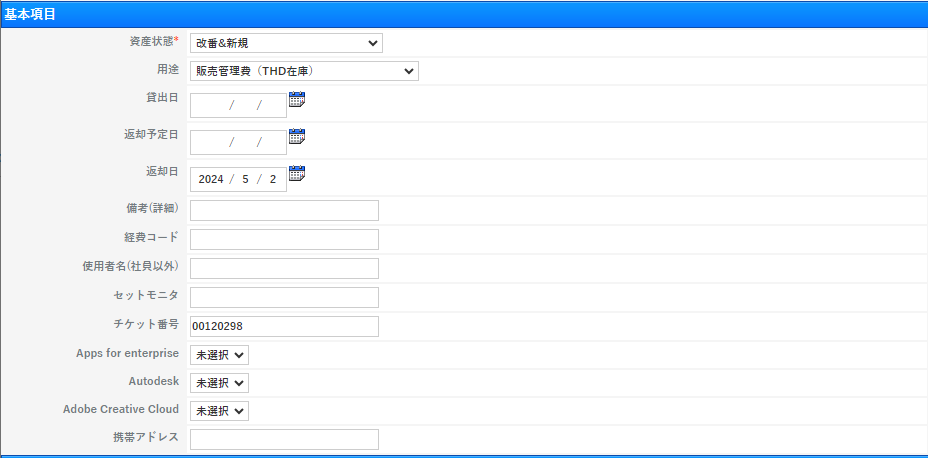 基本項目
資産状態* 改番&新規
用途 販売管理費（THD在庫）
貸出日 / /
返却予定日 / /
返却日 2024 / 5 / 2
備考(詳細)
経費コード
使用者名(社員以外)
セットモニタ
チケット番号 00120298
Apps for enterprise 未選択
Autodesk 未選択
Adobe Creative Cloud 未選択
携帯アドレス